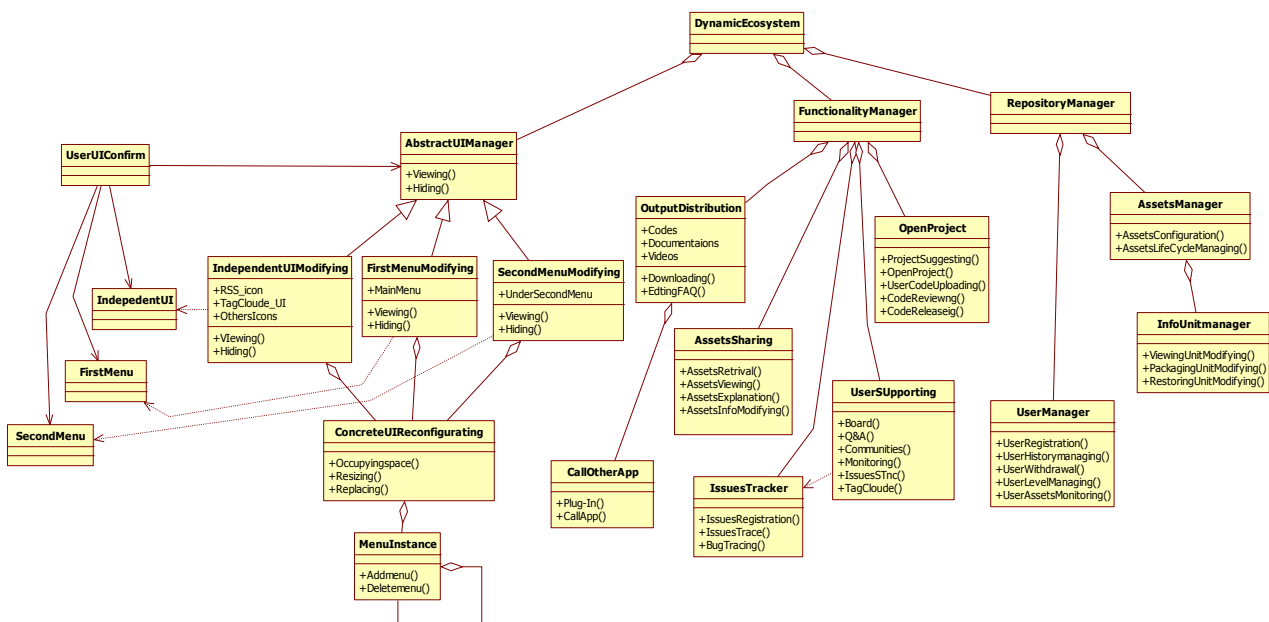 DynamicEcosystem
RepositoryManager
FunctionalityManager
AbstractUIManager
+Viewing()
+Hiding()
UserUIConfirm
AssetsManager
+AssetsConfiguration()
+AssetsLifeCycleManaging()
OutputDistribution
+Codes
+Documentaions
+Videos
+Downloading()
+EdtingFAQ()
OpenProject
+ProjectSuggesting()
+OpenProject()
+UserCodeUploading()
+CodeReviewng()
+CodeReleaseig()
IndependentUIModifying
+RSS_icon
+TagCloude_UI
+OthersIcons
+VIewing()
+Hiding()
FirstMenuModifying
+MainMenu
+Viewing()
+Hiding()
SecondMenuModifying
+UnderSecondMenu
+Viewing()
+Hiding()
IndepedentUI
InfoUnitmanager
+ViewingUnitModifying()
+PackagingUnitModifying()
+RestoringUnitModifying()
AssetsSharing
+AssetsRetrival()
+AssetsViewing()
+AssetsExplanation()
+AssetsInfoModifying()
FirstMenu
UserSUpporting
+Board()
+Q&A()
+Communities()
+Monitoring()
+IssuesSTnc()
+TagCloude()
UserManager
+UserRegistration()
+UserHistorymanaging()
+UserWithdrawal()
+UserLevelManaging()
+UserAssetsMonitoring()
SecondMenu
ConcreteUIReconfigurating
+Occupyingspace()
+Resizing()
+Replacing()
CallOtherApp
+Plug-In()
+CallApp()
IssuesTracker
+IssuesRegistration()
+IssuesTrace()
+BugTracing()
MenuInstance
+Addmenu()
+Deletemenu()